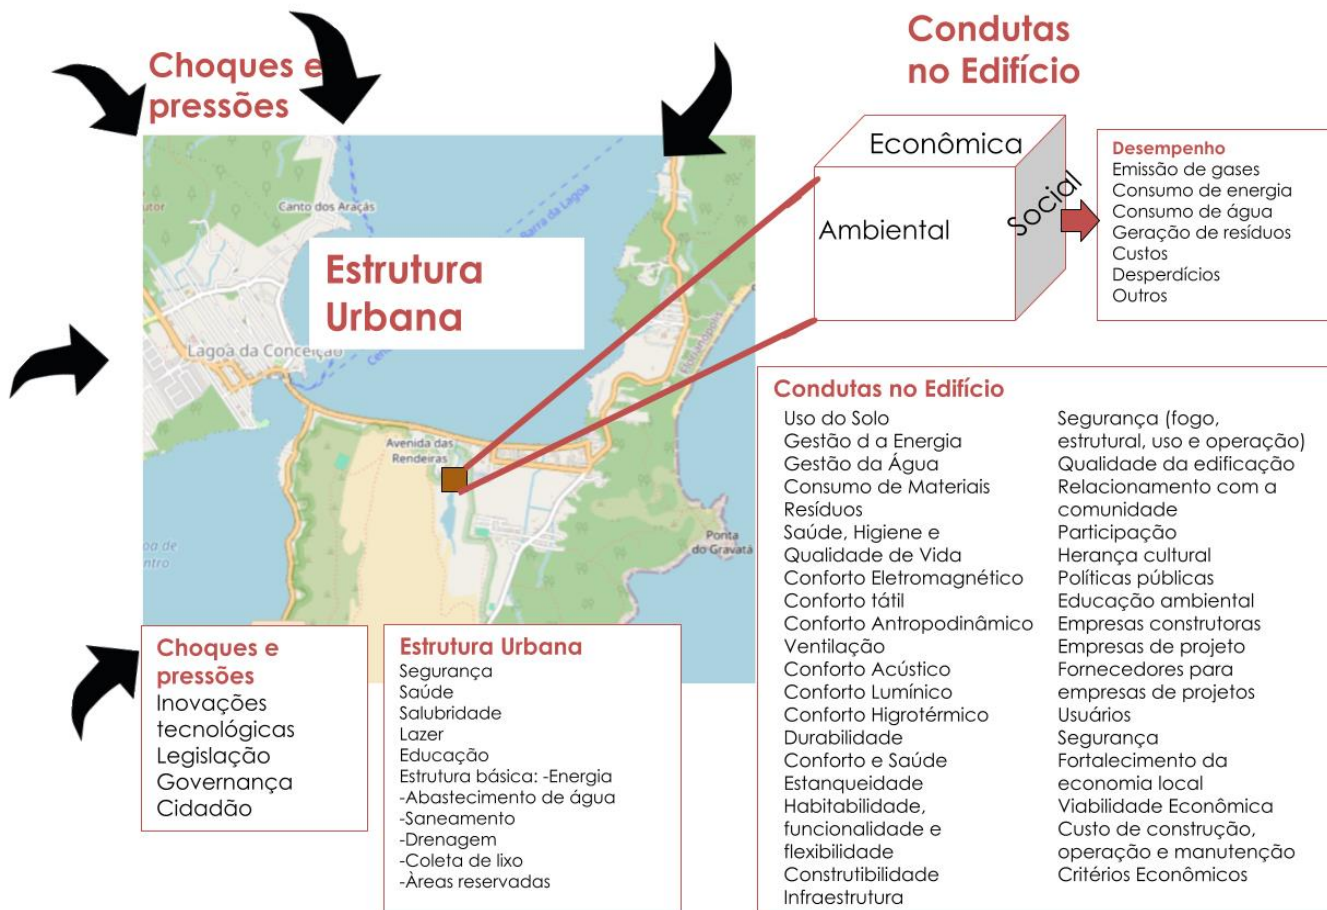 Choques e
pressões
Condutas
no Edifício
Econômica
Ambiental
Social
Desempenho
Emissão de gases
Consumo de energia
Consumo de água
Geração de resíduos
Custos
Desperdícios
Outros
Canto dos Araçás
Barra da Lagoa
Estrutura
Urbana
Lagoa da Conceição
Florianópolis
Avenida das
Rendeiras
Ponta
do Gravatá
Condutas no Edifício
Uso do Solo
Gestão d a Energia
Gestão da Água
Consumo de Materiais
Resíduos
Saúde, Higiene e
Qualidade de Vida
Conforto Eletromagnético
Conforto tátil
Conforto Antropodinâmico
Ventilação
Conforto Acústico
Conforto Lumínico
Conforto Higrotérmico
Durabilidade
Conforto e Saúde
Estanqueidade
Habitabilidade,
funcionalidade e
flexibilidade
Construtibilidade
Infraestrutura
Segurança (fogo,
estrutural, uso e operação)
Qualidade da edificação
Relacionamento com a
comunidade
Participação
Herança cultural
Políticas públicas
Educação ambiental
Empresas construtoras
Empresas de projeto
Fornecedores para
empresas de projetos
Usuários
Segurança
Fortalecimento da
economia local
Viabilidade Econômica
Custo de construção,
operação e manutenção
Critérios Econômicos
Choques e
pressões
Inovações
tecnológicas
Legislação
Governança
Cidadão
Estrutura Urbana
Segurança
Saúde
Salubridade
Lazer
Educação
Estrutura básica: -Energia
-Abastecimento de água
-Saneamento
-Drenagem
-Coleta de lixo
-Àreas reservadas